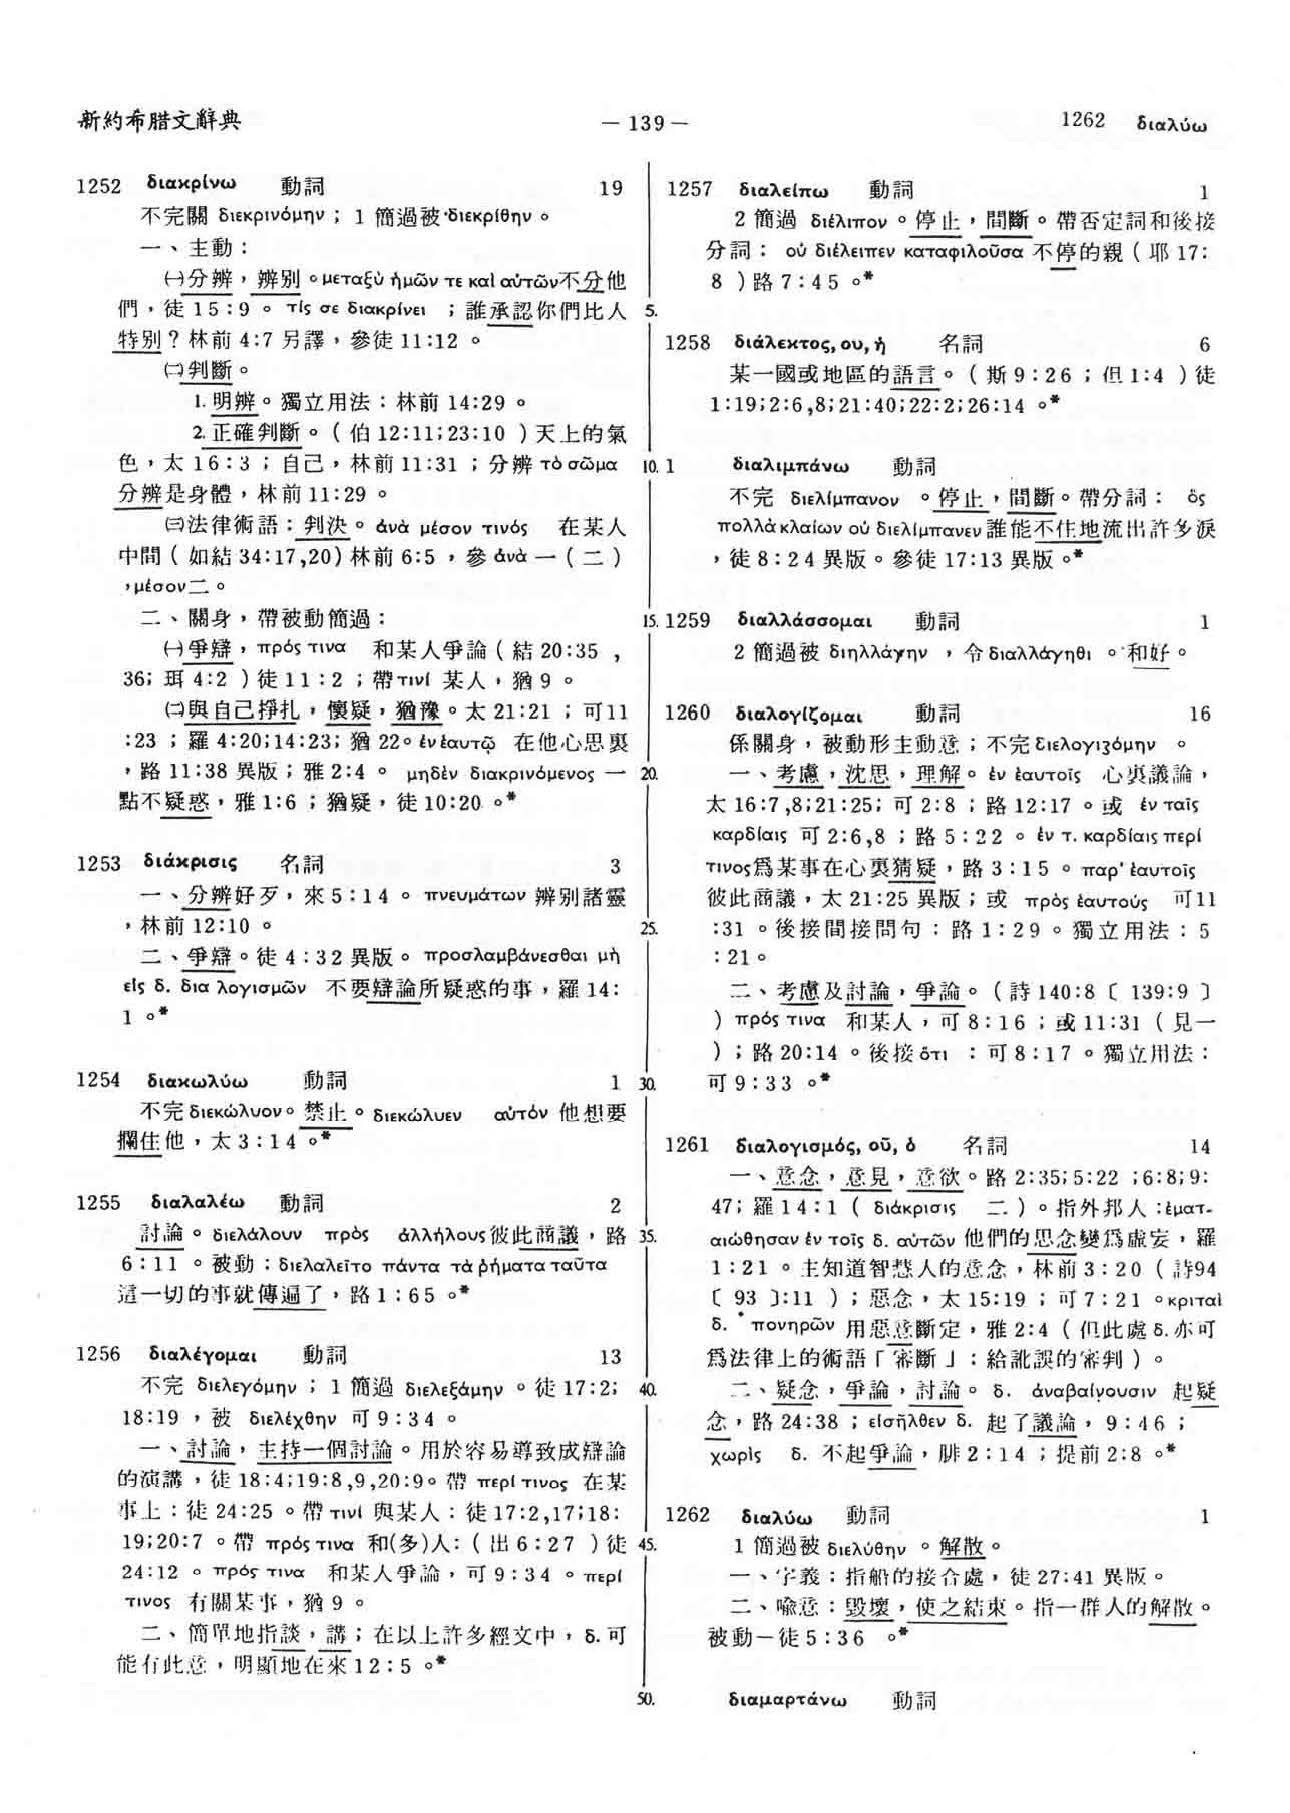 新約希腊文辭典
— 139 —
1262 διαλύω
1252 διακρίνω 動詞 19
不完關 διεκρινόμην；1 簡過被 διεκρίθην。
一、主動：
㈠分辨，辨別。μεταξὺ ἡμῶν τε καὶ αὐτῶν不分他
們，徒 15:9。τίς σε διακρίνει；誰承認你們比人
特別？林前 4:7 另譯，參徒 11:12。
㈡判斷。
1.明辨。獨立用法：林前 14:29。
2.正確判斷。（伯 12:11;23:10）天上的氣
色，太 16:3；自己，林前 11:31；分辨 τὸ σῶμα
分辨是身體，林前 11:29。
㈢法律術語：判決。ἀνὰ μέσον τινός 在某人
中間（如結 34:17,20)林前 6:5，參 ἀνὰ 一（二）
，μέσον二。
二、關身，帶被動簡過：
㈠爭辯，πρός τινα 和某人爭論（結 20:35，
36; 珥 4:2）徒 11:2；帶τινί 某人，猶 9。
㈡與自己掙扎，懷疑，猶豫。太 21:21；可11
:23；羅 4:20;14:23; 猶 22。ἐν ἑαυτῷ 在他心思裏
，路 11:38 異版；雅 2:4。μηδὲν διακρινόμενος 一
點不疑惑，雅 1:6；猶疑，徒 10:20。*
1253 διάκρισις 名詞 3
一、分辨好歹，來 5:14。πνευμάτων 辨別諸靈
，林前 12:10。
二、爭辯。徒 4:32 異版。προσλαμβάνεσθαι μὴ
εἰς δ. δια λογισμῶν 不要辯論所疑惑的事，羅 14:
1。*
1254 διακωλύω 動詞 1
不完 διεκώλυον。禁止。διεκώλυεν αὐτόν 他想要
攔住他，太 3:14。*
1255 διαλαλέω 動詞 2
討論。διελάλουν πρὸς ἀλλήλους彼此商議，路
6:11。被動：διελαλεῖτο πάντα τὰ ῥήματα ταῦτα
這一切的事就傳遍了，路 1:65。*
1256 διαλέγομαι 動詞 13
不完 διελεγόμην；1 簡過 διελεξάμην。徒 17:2;
18:19，被 διελέχθην 可 9:34。
一、討論，主持一個討論。用於容易導致成辯論
的演講，徒 18:4;19:8,9,20:9。帶 περί τινος 在某
事上：徒 24:25。帶 τινί 與某人：徒 17:2,17;18:
19;20:7。帶 πρός τινα 和(多)人:（出 6:27）徒
24:12。πρός τινα 和某人爭論，可 9:34。περί
τινος 有關某事，猶 9。
二、簡單地指談，講；在以上許多經文中，δ.可
能有此意，明顯地在來 12:5。*
5.
10.
15.
20.
25.
30.
35.
40.
45.
50.
1257 διαλείπω 動詞 1
2 簡過 διέλιπον。停止，間斷。帶否定詞和後接
分詞：οὐ διέλειπεν καταφιλοῦσα 不停的親（耶 17:
8）路 7:45。*
1258 διάλεκτος, ου, ἡ 名詞 6
某一國或地區的語言。（斯 9:26；但 1:4）徒
1:19;2:6,8;21:40;22:2;26:14。*
1 διαλιμπάνω 動詞
不完 διελίμπανον。停止，間斷。帶分詞：ὃς
πολλὰ κλαίων οὐ διελίμπανεν 誰能不住地流出許多淚
，徒 8:24 異版。參徒 17:13 異版。*
1259 διαλλάσσομαι 動詞 1
2 簡過被 διηλλάγην，令 διαλλάγηθι。和好。
1260 διαλογίζομαι 動詞 16
係關身，被動形主動意；不完 διελογιζόμην。
一、考慮，沈思，理解。ἐν ἑαυτοῖς 心裏議論，
太 16:7,8;21:25; 可 2:8；路 12:17。或 ἐν ταῖς
καρδίαις 可 2:6,8；路 5:22。ἐν τ. καρδίαις περί
τινος爲某事在心裏猜疑，路 3:15。παρ' ἑαυτοῖς
彼此商議，太 21:25 異版；或 πρὸς ἑαυτούς 可11
:31。後接間接問句：路 1:29。獨立用法：5
:21。
二、考慮及討論，爭論。（詩 140:8〔139:9〕
）πρός τινα 和某人，可 8:16；或 11:31（見一
）；路 20:14。後接 ὅτι：可 8:17。獨立用法：
可 9:33。*
1261 διαλογισμός, οῦ, ὁ 名詞 14
一、意念，意見，意欲。路 2:35;5:22;6:8;9:
47; 羅 14:1（διάκρισις 二）。指外邦人：ἐματ-
αιώθησαν ἐν τοῖς δ. αὐτῶν 他們的思念變爲虛妄，羅
1:21。主知道智慧人的意念，林前 3:20（詩94
〔93〕:11）；惡念，太 15:19；可 7:21。κριταὶ
δ. πονηρῶν 用惡意斷定，雅 2:4（但此處 δ.亦可
爲法律上的術語「審斷」：給訛誤的審判）。
二、疑念，爭論，討論。δ. ἀναβαίνουσιν 起疑
念，路 24:38；εἰσῆλθεν δ. 起了議論，9:46；
χωρὶς δ. 不起爭論，腓 2:14；提前 2:8。*
1262 διαλύω 動詞 1
1 簡過被 διελύθην。解散。
一、字義：指船的接合處，徒 27:41 異版。
二、喩意：毀壞，使之結束。指一群人的解散。
被動－徒 5:36。*
διαμαρτάνω 動詞